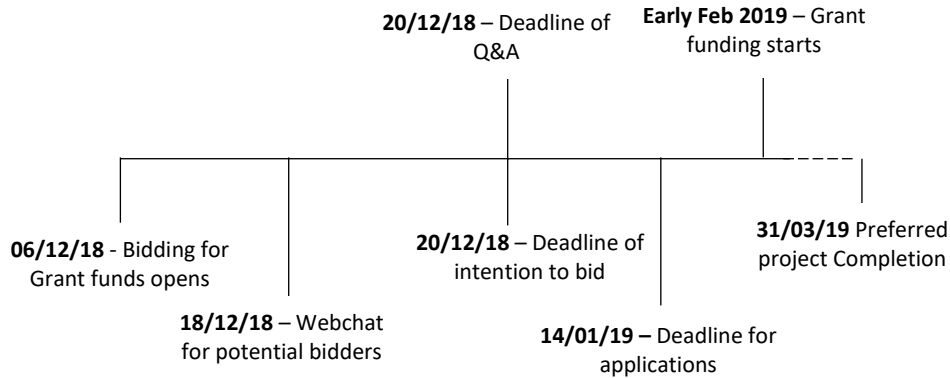 20/12/18 – Deadline of
Q&A
Early Feb 2019 – Grant
funding starts
06/12/18 - Bidding for
Grant funds opens
18/12/18 – Webchat
for potential bidders
20/12/18 – Deadline of
intention to bid
14/01/19 – Deadline for
applications
31/03/19 Preferred
project Completion